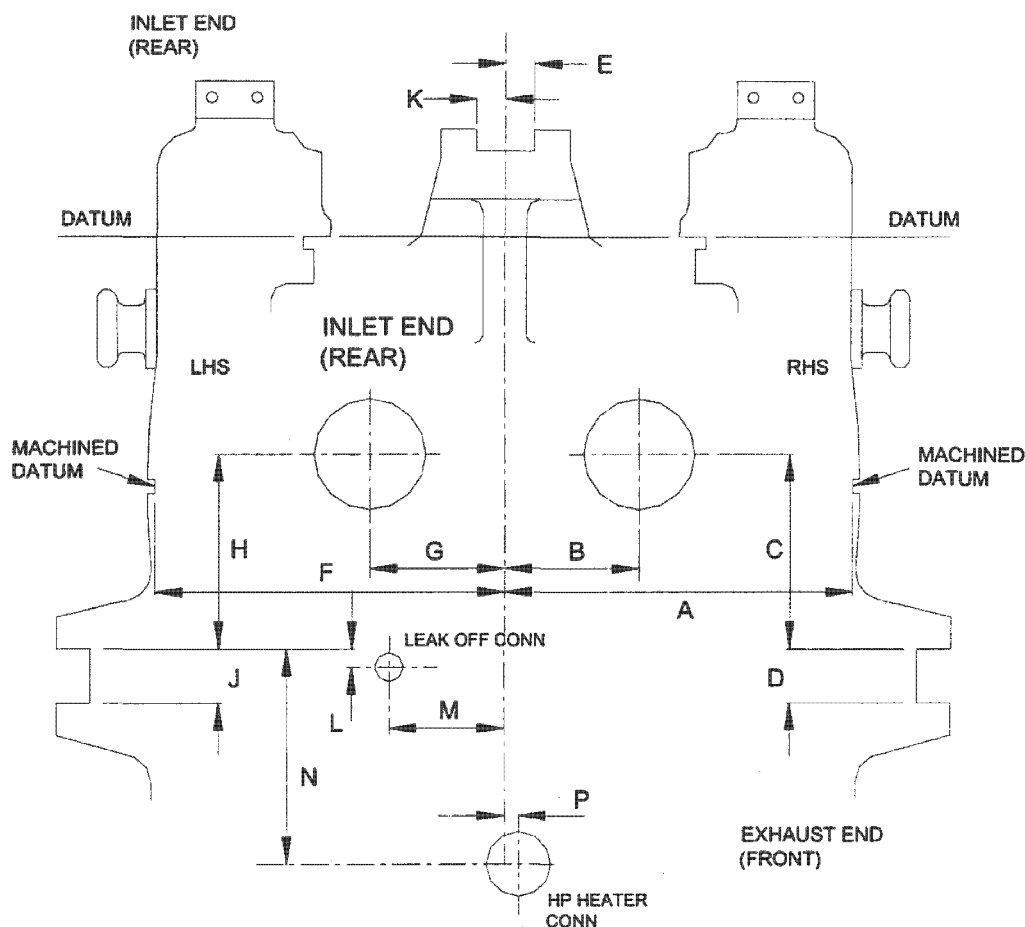 INLET END
(REAR)
E
K
DATUM
DATUM
INLET END
(REAR)
LHS
RHS
MACHINED
DATUM
MACHINED
DATUM
H
G
B
C
F
A
LEAK OFF CONN
J
D
L
M
N
P
EXHAUST END
(FRONT)
HP HEATER
CONN